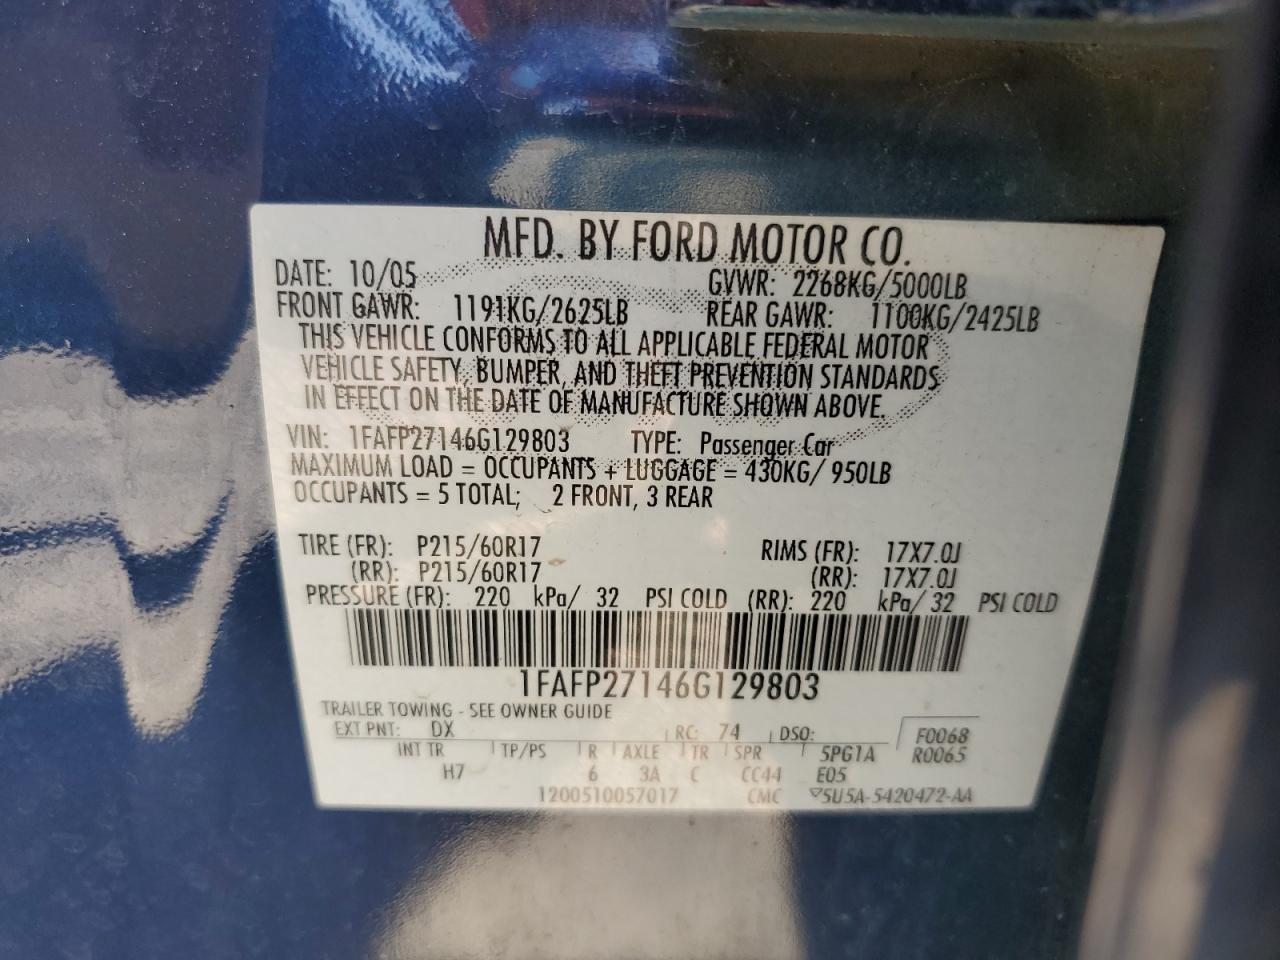 MFD. BY FORD MOTOR CO.
DATE: 10/05 GVWR: 2268KG/5000LB
FRONT GAWR: 1191KG/2625LB REAR GAWR: 1100KG/2425LB
THIS VEHICLE CONFORMS TO ALL APPLICABLE FEDERAL MOTOR
VEHICLE SAFETY, BUMPER, AND THEFT PREVENTION STANDARDS
IN EFFECT ON THE DATE OF MANUFACTURE SHOWN ABOVE.
VIN: 1FAFP27146G129803 TYPE: Passenger Car
MAXIMUM LOAD = OCCUPANTS + LUGGAGE = 430KG/ 950LB
OCCUPANTS = 5 TOTAL; 2 FRONT, 3 REAR
TIRE (FR): P215/60R17 RIMS (FR): 17X7.0J
(RR): P215/60R17 (RR): 17X7.0J
PRESSURE (FR): 220 kPa/ 32 PSI COLD (RR): 220 kPa/ 32 PSI COLD
1FAFP27146G129803
TRAILER TOWING - SEE OWNER GUIDE
EXT PNT: DX RC: 74 DSO: F0068
INT TR TP/PS R AXLE TR SPR 5PG1A R0065
H7 6 3A C CC44 E05
1200510057017 CMC 5U5A-5420472-AA